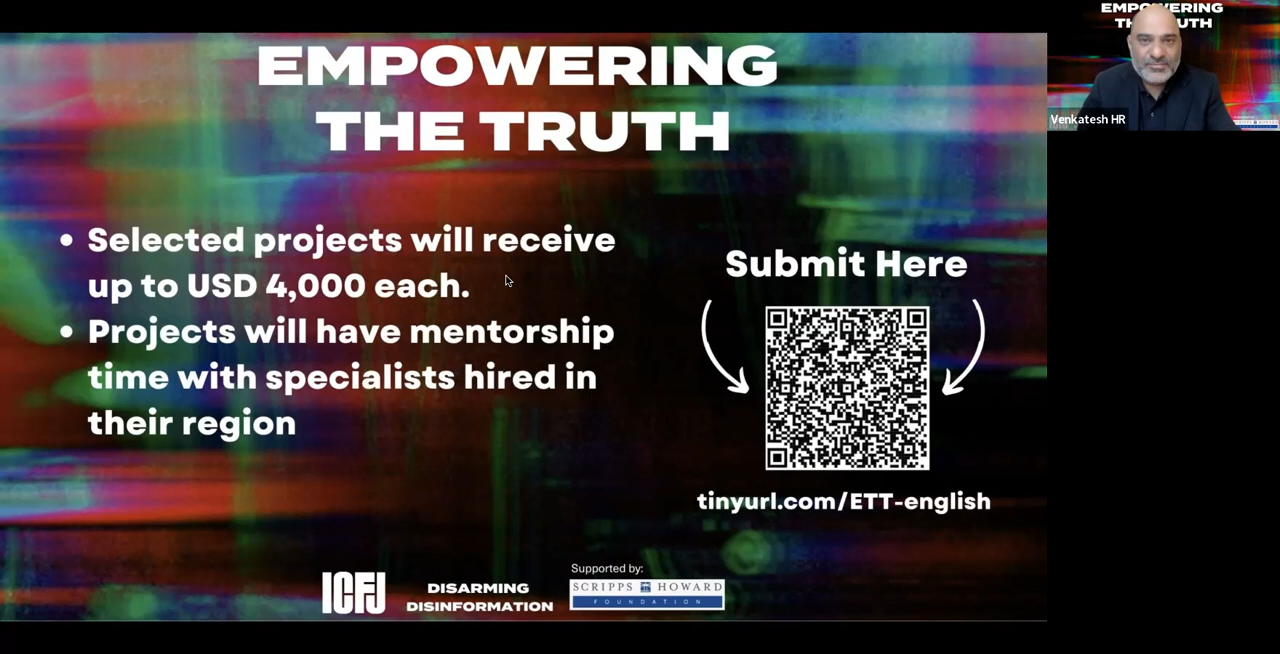 EMPOWERING
THE TRUTH
• Selected projects will receive
up to USD 4,000 each.
• Projects will have mentorship
time with specialists hired in
their region
Submit Here
tinyurl.com/ETT-english
ICFJ
DISARMING
DISINFORMATION
Supported by:
SCRIPPS HOWARD
FOUNDATION
EMPOWERING
TH UTH
Venkatesh HR